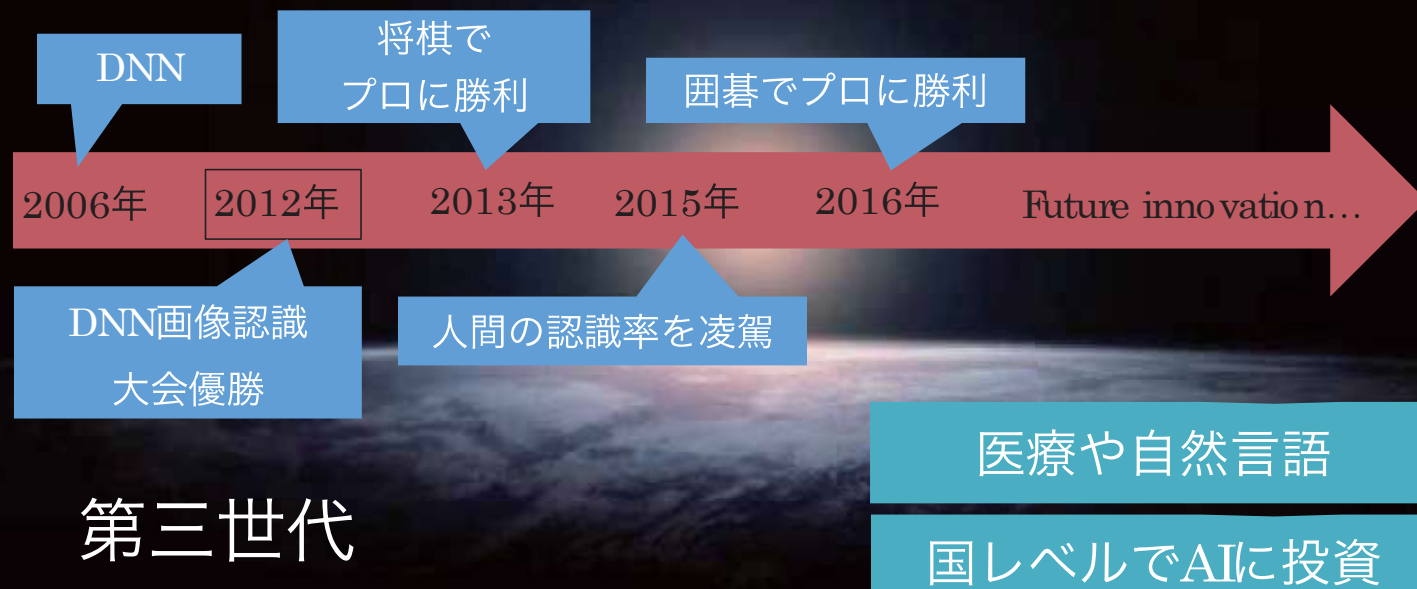 DNN
将棋で
プロに勝利
囲碁でプロに勝利
2006年
2012年
2013年
2015年
2016年
Future innovation…
DNN画像認識
大会優勝
人間の認識率を凌駕
医療や自然言語
第三世代
国レベルでAIに投資